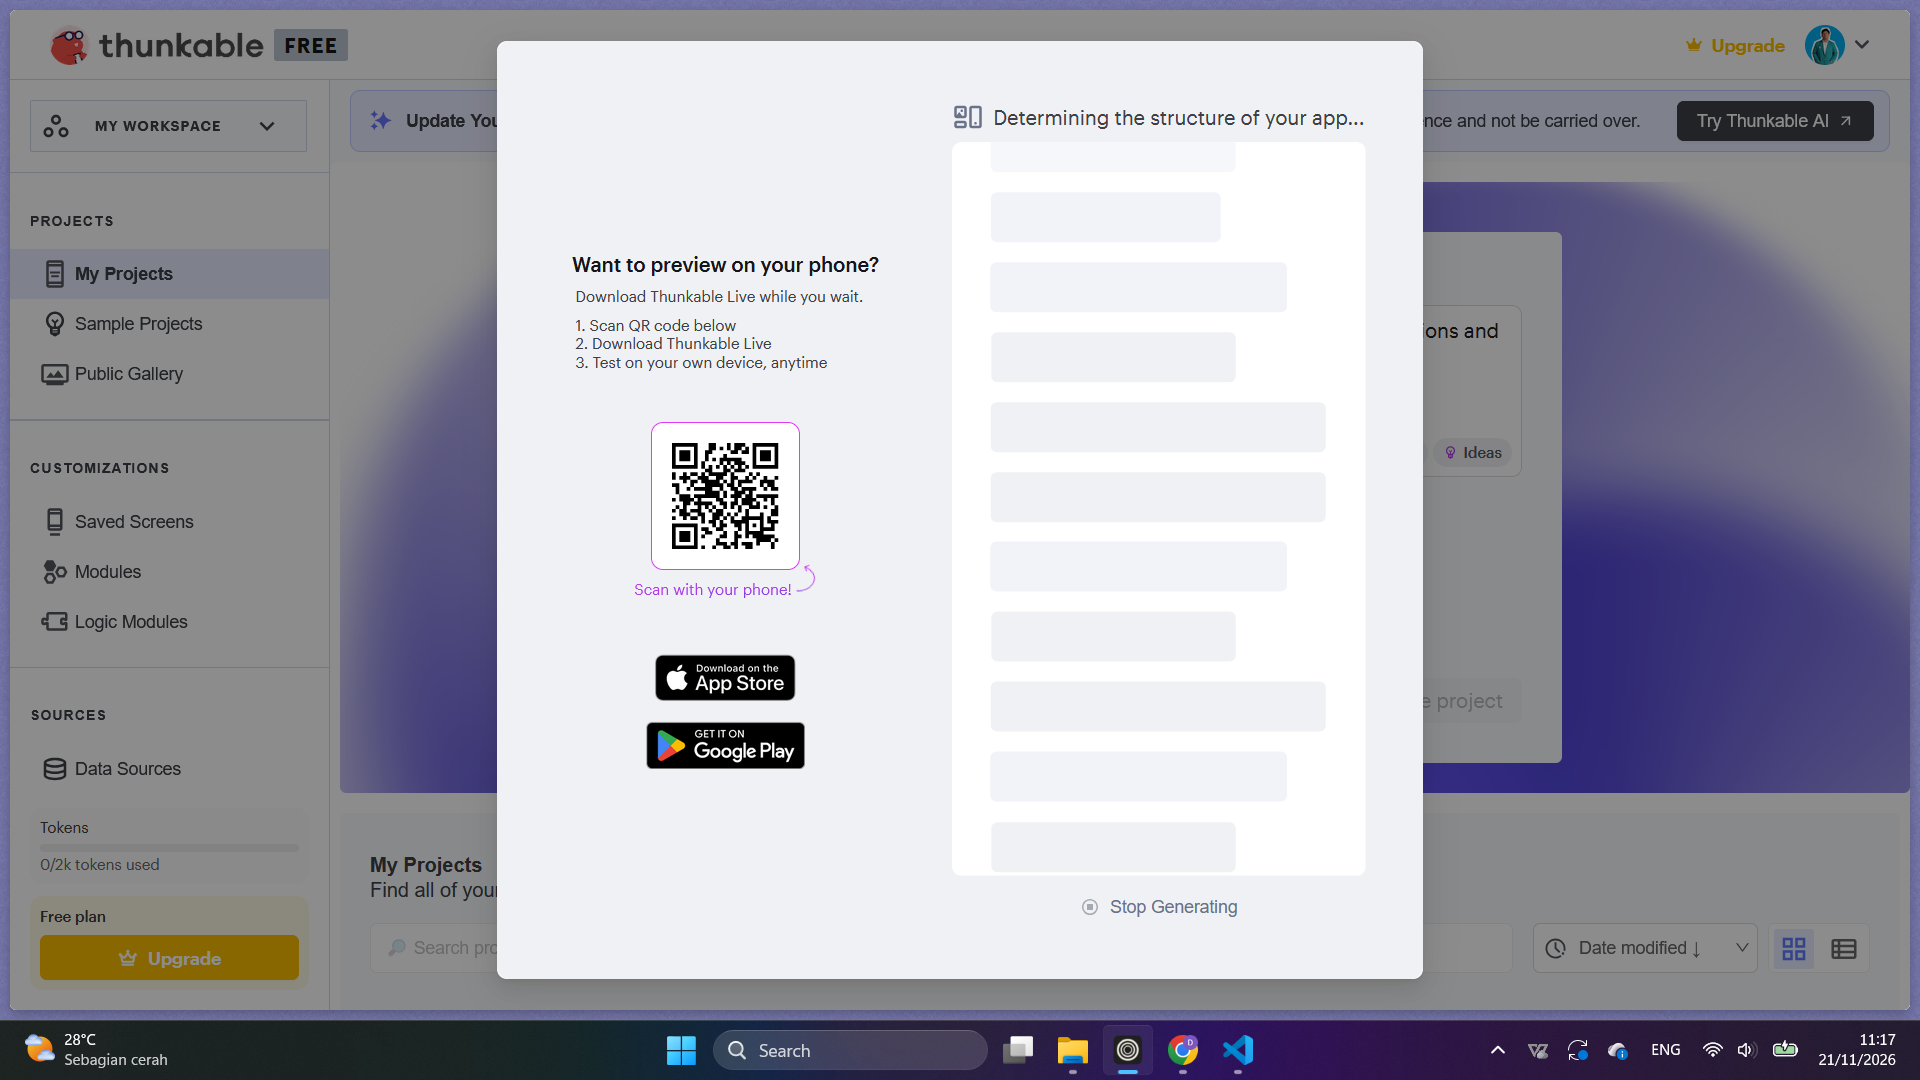 thunkable FREE
Upgrade
MY WORKSPACE
PROJECTS
My Projects
Sample Projects
Public Gallery
CUSTOMIZATIONS
Saved Screens
Modules
Logic Modules
SOURCES
Data Sources
Tokens
0/2k tokens used
Free plan
Upgrade
Update You
nce and not be carried over.
Try Thunkable AI
Want to preview on your phone?
Download Thunkable Live while you wait.
1. Scan QR code below
2. Download Thunkable Live
3. Test on your own device, anytime
Scan with your phone!
Download on the
App Store
GET IT ON
Google Play
Determining the structure of your app...
Stop Generating
ions and
Ideas
e project
My Projects
Find all of your
Search pro
Date modified ↓
28°C
Sebagian cerah
Search
ENG
11:17
21/11/2026